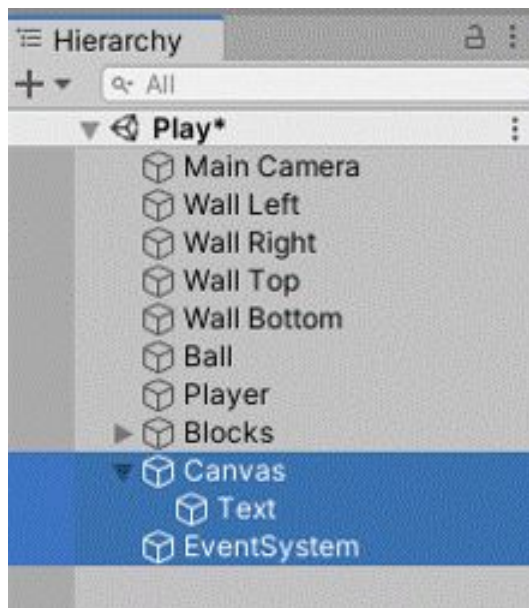 Hierarchy
All
Play*
Main Camera
Wall Left
Wall Right
Wall Top
Wall Bottom
Ball
Player
Blocks
Canvas
Text
EventSystem